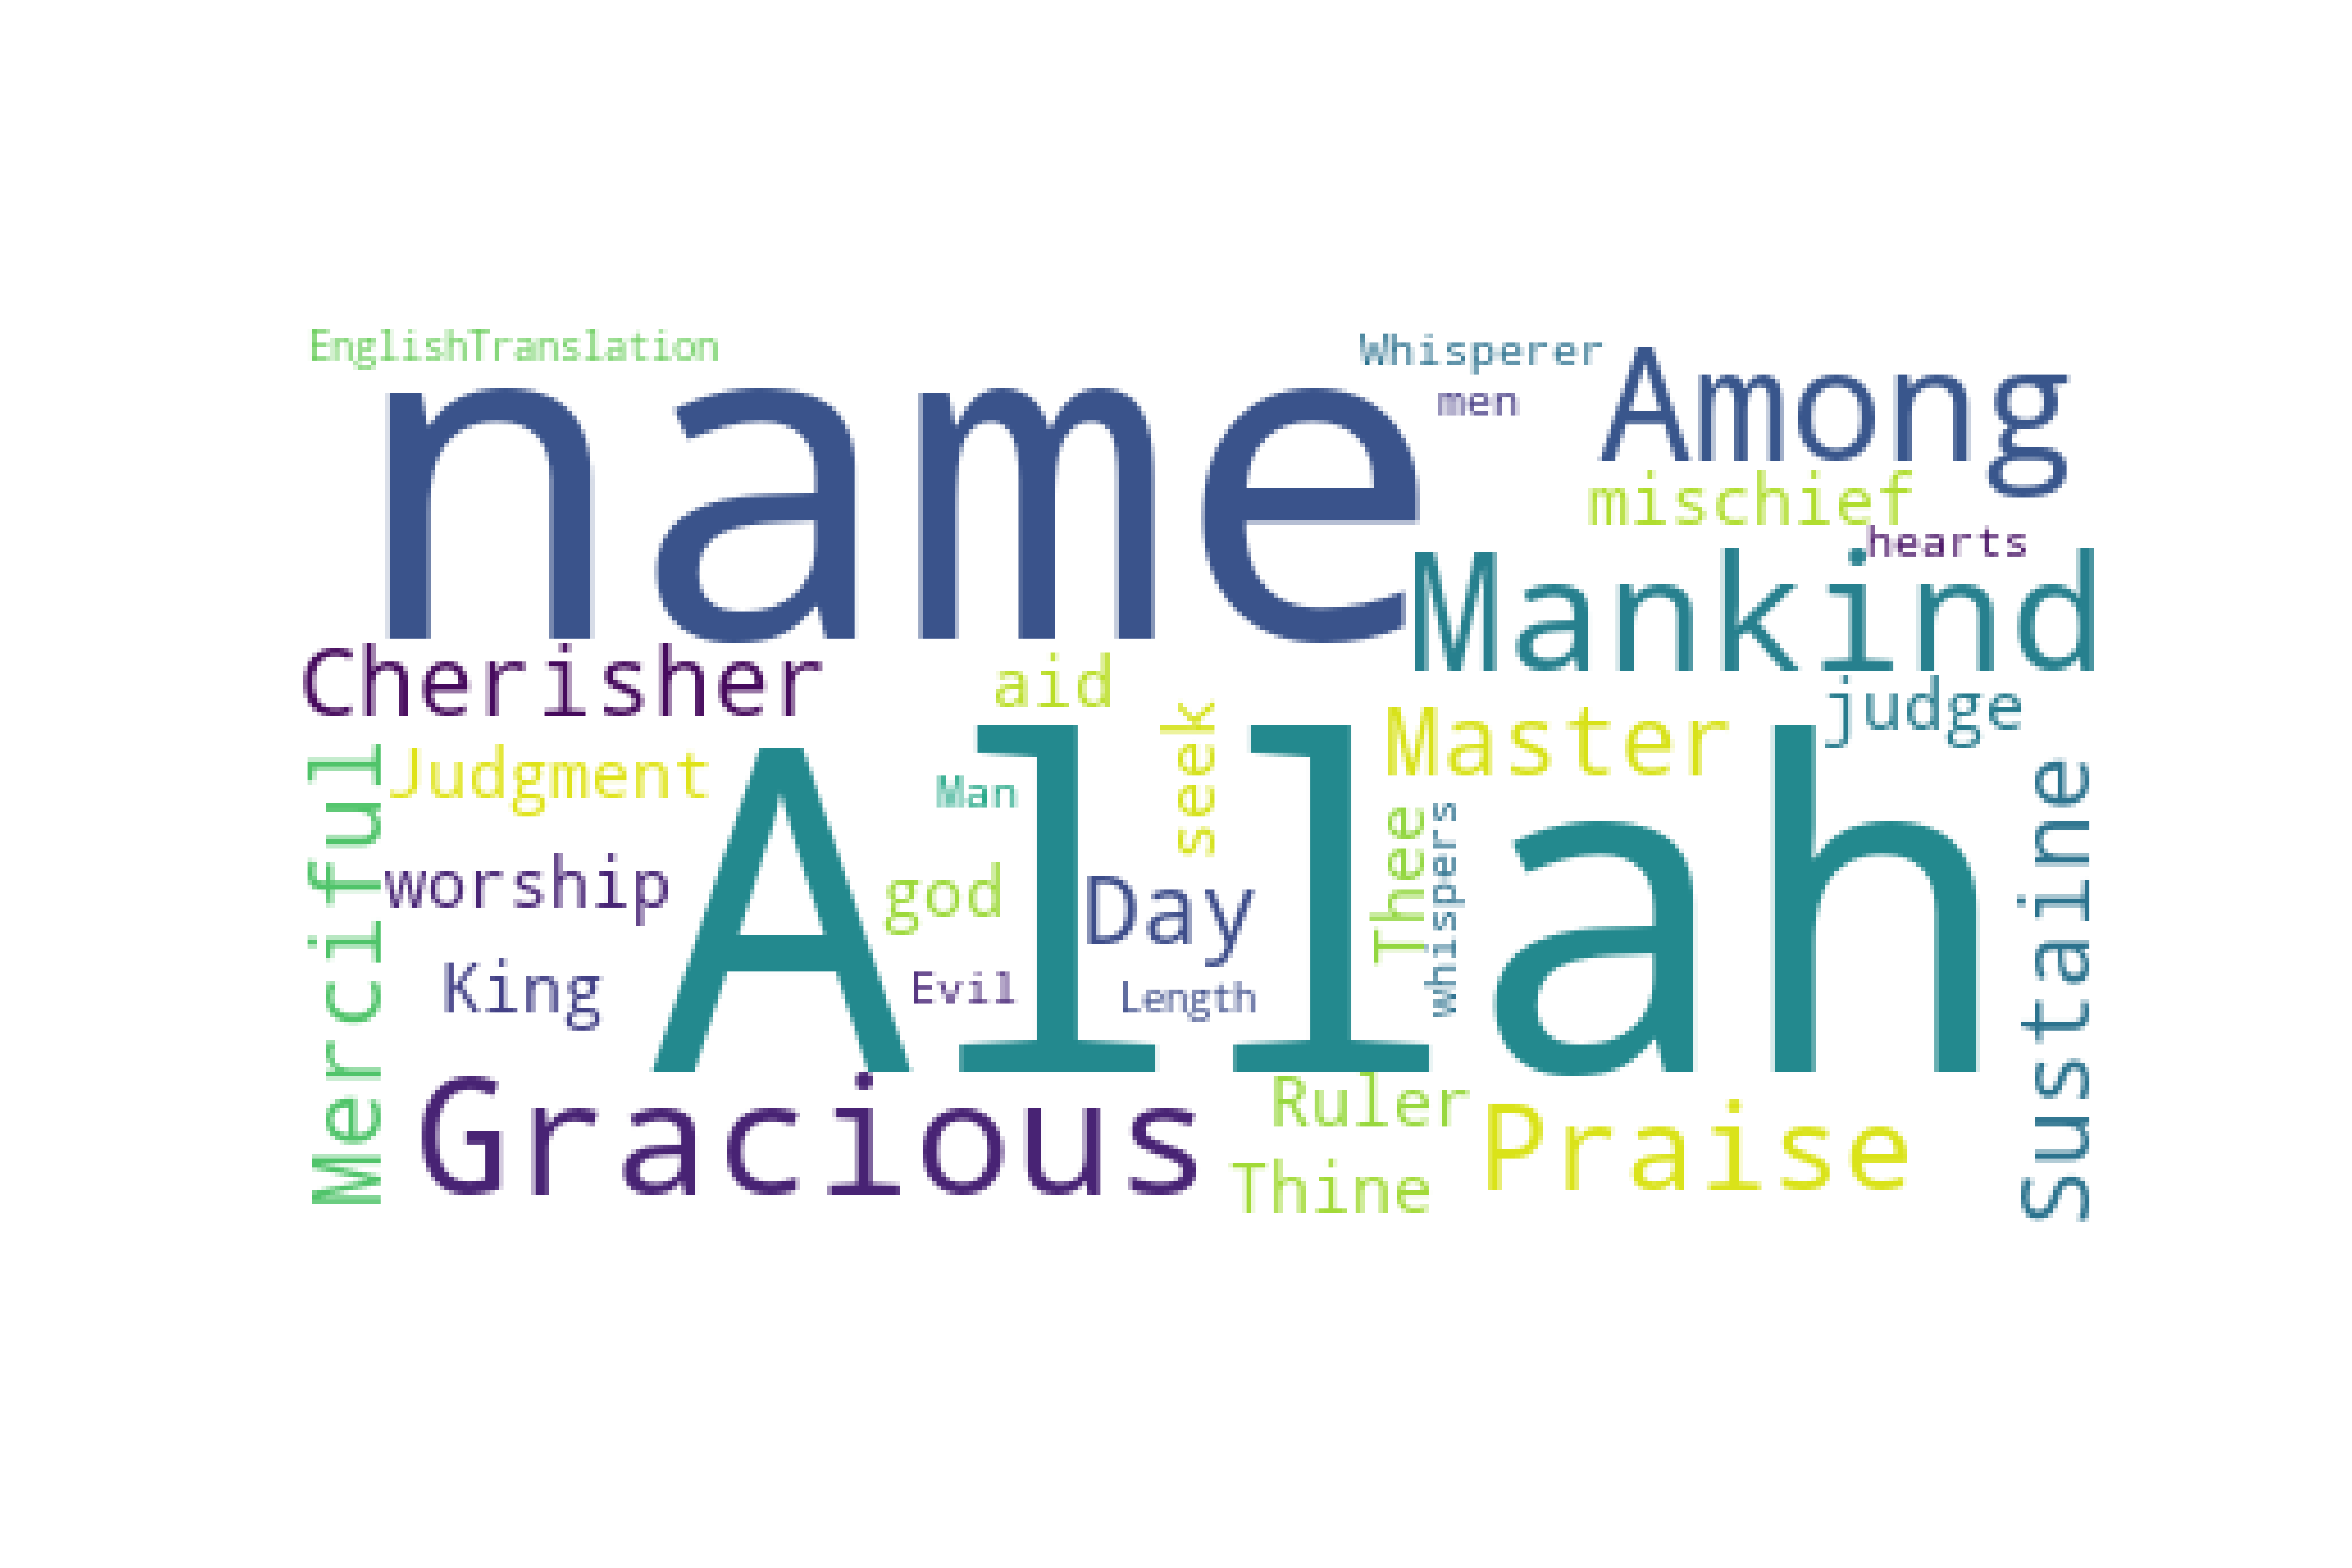 EnglishTranslation
Whisperer
name
men
Among
mischief
hearts
Mankind
Cherisher
aid
seek
Master
judge
Judgment
Man
Allah
Merciful
worship
god
Day
Thee
whispers
Sustaine
King
Evil
Length
Gracious
Ruler
Praise
Thine